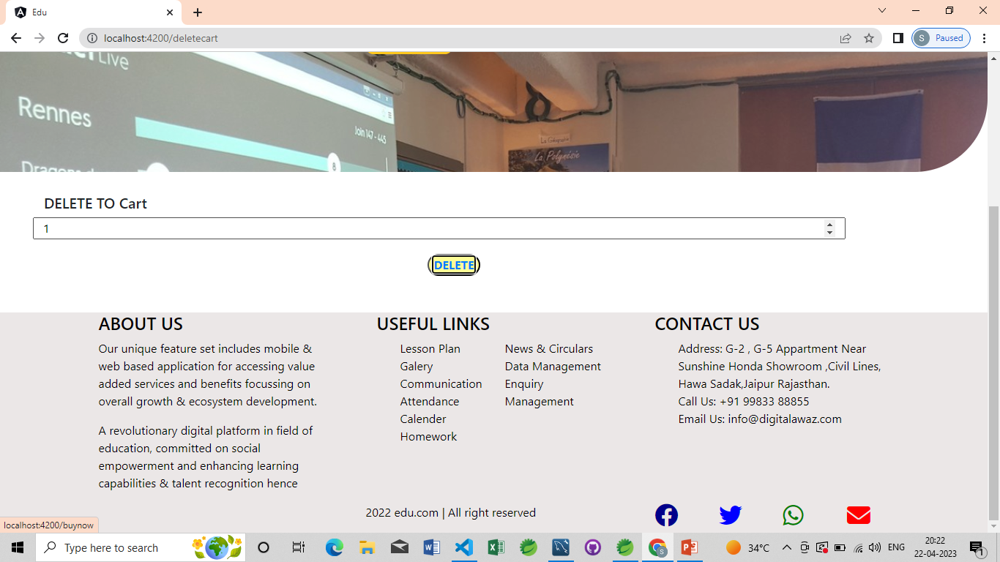 Edu
localhost:4200/deletecart
S Paused
Live
Rennes
Join 147 - 445
8
La Polynésie
DELETE TO Cart
1
DELETE
ABOUT US
Our unique feature set includes mobile &
web based application for accessing value
added services and benefits focussing on
overall growth & ecosystem development.
A revolutionary digital platform in field of
education, committed on social
empowerment and enhancing learning
capabilities & talent recognition hence
USEFUL LINKS
Lesson Plan
Galery
Communication
Attendance
Calender
Homework
News & Circulars
Data Management
Enquiry
Management
CONTACT US
Address: G-2 , G-5 Appartment Near
Sunshine Honda Showroom ,Civil Lines,
Hawa Sadak,Jaipur Rajasthan.
Call Us: +91 99833 88855
Email Us: info@digitalawaz.com
2022 edu.com | All right reserved
localhost:4200/buynow
Type here to search
34°C
ENG
20:22
22-04-2023
1